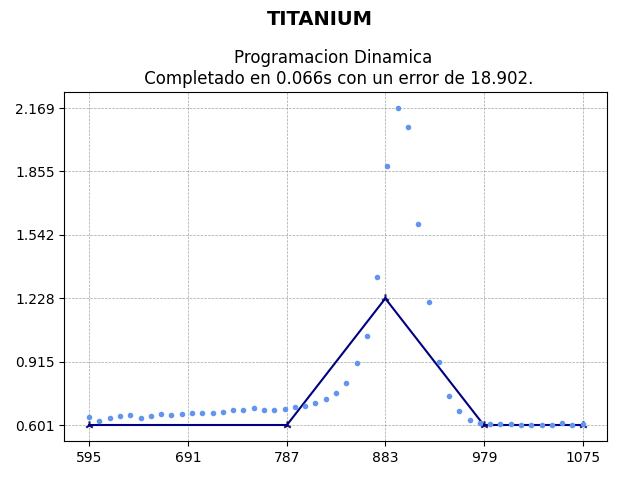 TITANIUM
Programacion Dinamica
Completado en 0.066s con un error de 18.902.
2.169
1.855
1.542
1.228
0.915
0.601
595 691 787 883 979 1075